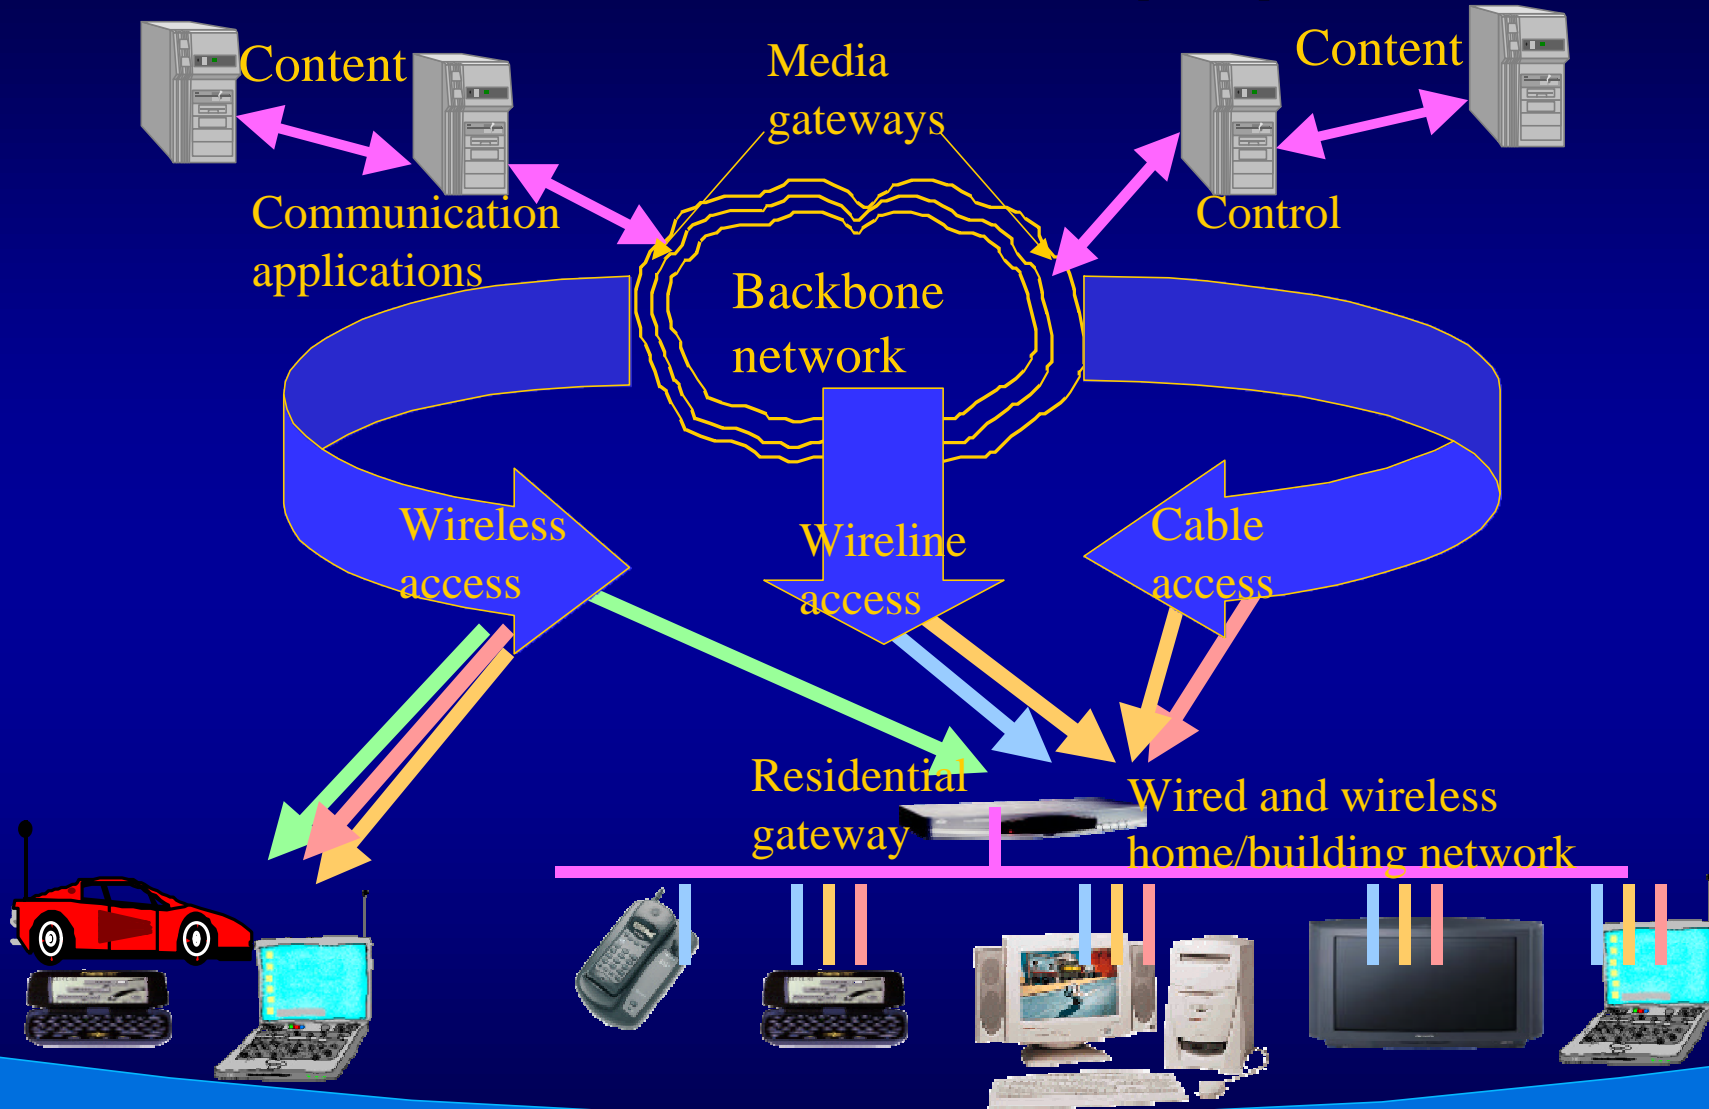 Content
Media
gateways
Content
Communication
applications
Control
Backbone
network
Wireless
access
Wireline
access
Cable
access
Residential
gateway
Wired and wireless
home/building network